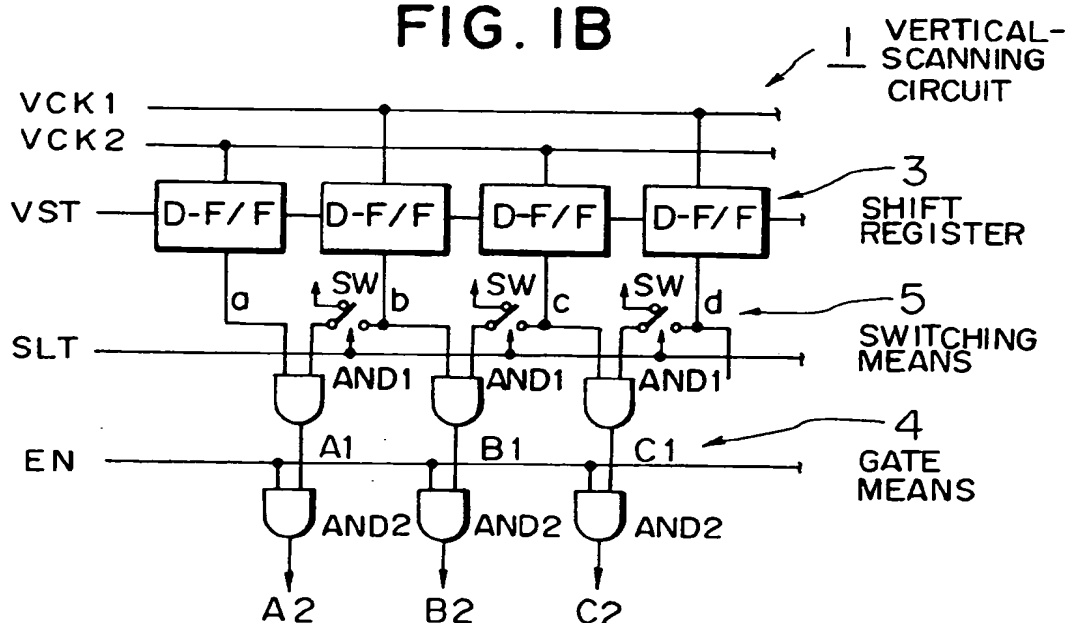 FIG. 1B
1 VERTICAL-
SCANNING
CIRCUIT
VCK1
VCK2
VST D-F/F D-F/F D-F/F D-F/F
3
SHIFT
REGISTER
a SW b SW c SW d
5
SWITCHING
MEANS
SLT
AND1 AND1 AND1
4
GATE
MEANS
A1 B1 C1
EN
AND2 AND2 AND2
A2 B2 C2